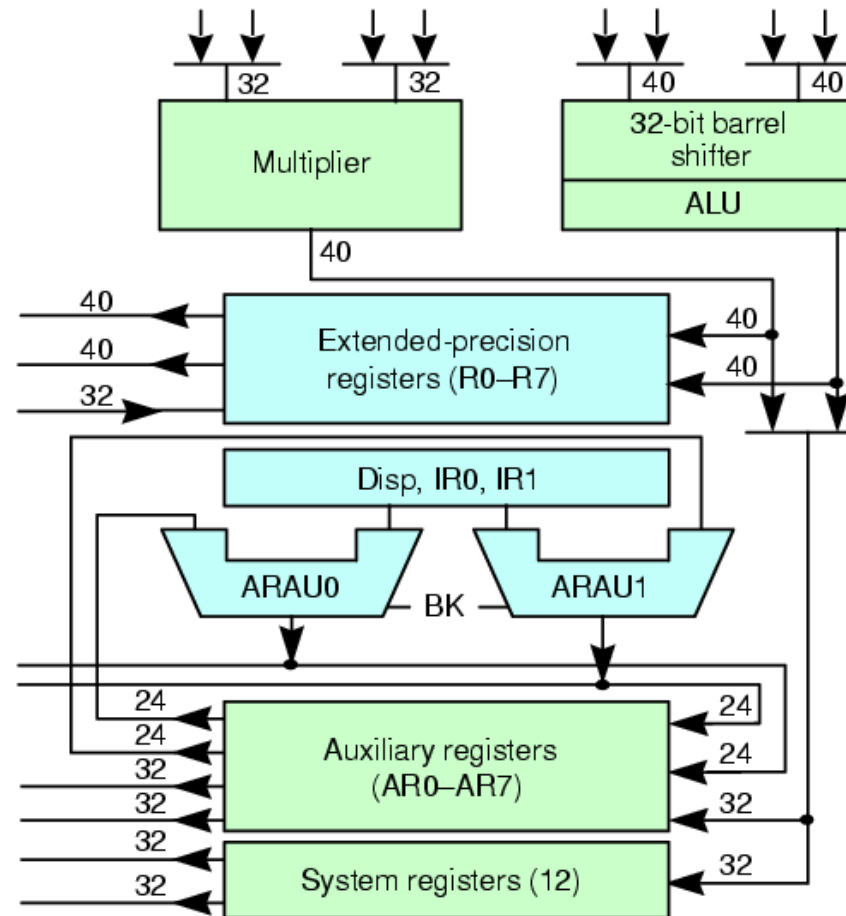 32
32
40
40
Multiplier
32-bit barrel
shifter
ALU
40
40
40
32
Extended-precision
registers (R0–R7)
40
40
Disp, IR0, IR1
ARAU0
BK
ARAU1
24
24
32
32
Auxiliary registers
(AR0–AR7)
24
24
32
32
32
System registers (12)
32